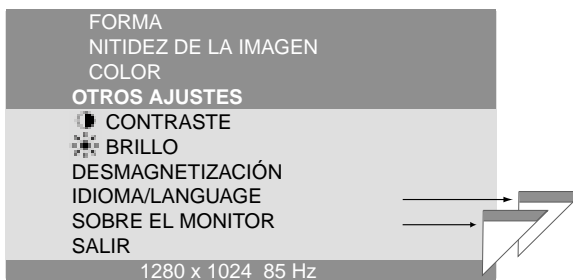 FORMA
NITIDEZ DE LA IMAGEN
COLOR
OTROS AJUSTES
CONTRASTE
BRILLO
DESMAGNETIZACIÓN
IDIOMA/LANGUAGE
SOBRE EL MONITOR
SALIR
1280 x 1024 85 Hz